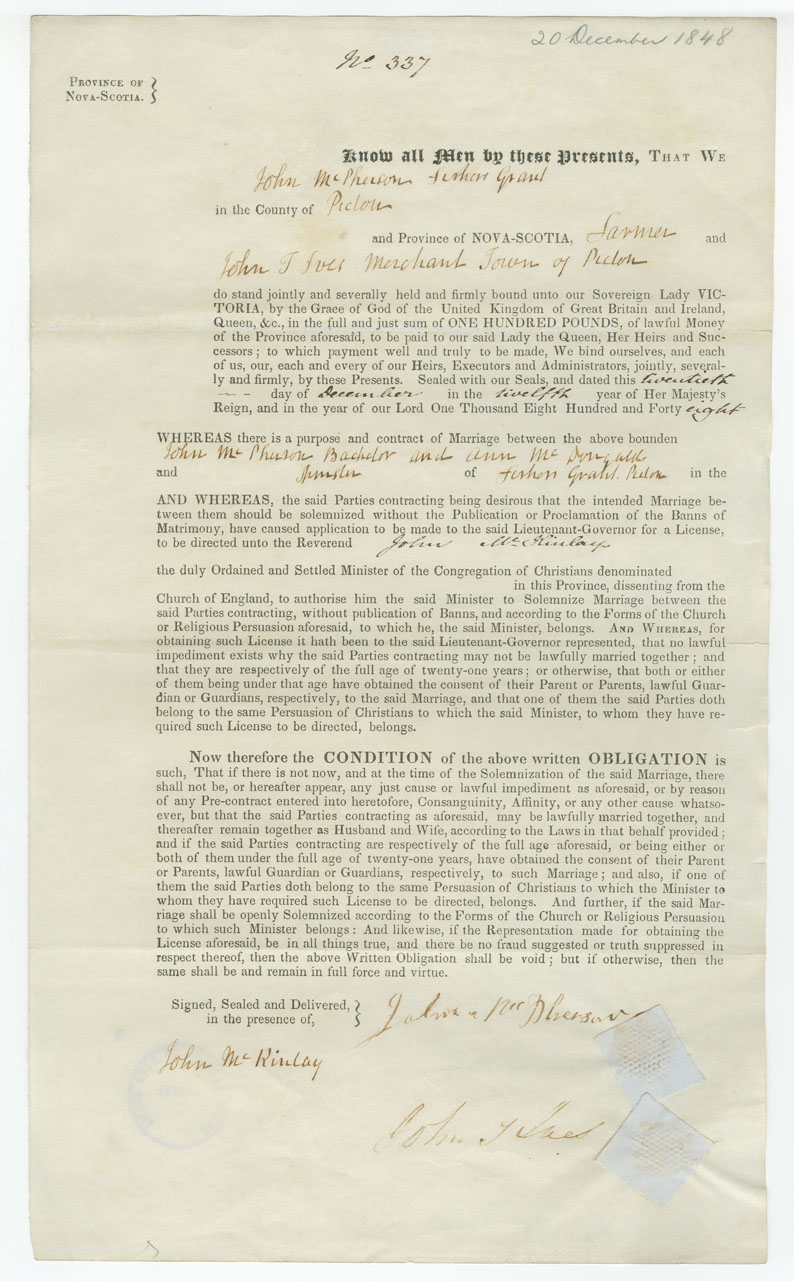 20 December 1848
No 337
PROVINCE OF
NOVA-SCOTIA.
Know all Men by these Presents, THAT WE
John McPherson Fishers Grant
in the County of Pictou
and Province of NOVA-SCOTIA, Farmer and
John T Ives Merchant Town of Pictou
do stand jointly and severally held and firmly bound unto our Sovereign Lady VIC-
TORIA, by the Grace of God of the United Kingdom of Great Britain and Ireland,
Queen, &c., in the full and just sum of ONE HUNDRED POUNDS, of lawful Money
of the Province aforesaid, to be paid to our said Lady the Queen, Her Heirs and Suc-
cessors; to which payment well and truly to be made, We bind ourselves, and each
of us, our, each and every of our Heirs, Executors and Administrators, jointly, several-
ly and firmly, by these Presents. Sealed with our Seals, and dated this twentieth
— – day of December in the twelfth year of Her Majesty's
Reign, and in the year of our Lord One Thousand Eight Hundred and Forty eight
WHEREAS there is a purpose and contract of Marriage between the above bounden
John McPherson Bachelor and Ann McDougald
and Spinster of Fishers Grant Pictou in the
AND WHEREAS, the said Parties contracting being desirous that the intended Marriage be-
tween them should be solemnized without the Publication or Proclamation of the Banns of
Matrimony, have caused application to be made to the said Lieutenant-Governor for a License,
to be directed unto the Reverend John McKinlay
the duly Ordained and Settled Minister of the Congregation of Christians denominated
in this Province, dissenting from the
Church of England, to authorise him the said Minister to Solemnize Marriage between the
said Parties contracting, without publication of Banns, and according to the Forms of the Church
or Religious Persuasion aforesaid, to which he, the said Minister, belongs. AND WHEREAS, for
obtaining such License it hath been to the said Lieutenant-Governor represented, that no lawful
impediment exists why the said Parties contracting may not be lawfully married together; and
that they are respectively of the full age of twenty-one years; or otherwise, that both or either
of them being under that age have obtained the consent of their Parent or Parents, lawful Guar-
dian or Guardians, respectively, to the said Marriage, and that one of them the said Parties doth
belong to the same Persuasion of Christians to which the said Minister, to whom they have re-
quired such License to be directed, belongs.
Now therefore the CONDITION of the above written OBLIGATION is
such, That if there is not now, and at the time of the Solemnization of the said Marriage, there
shall not be, or hereafter appear, any just cause or lawful impediment as aforesaid, or by reason
of any Pre-contract entered into heretofore, Consanguinity, Affinity, or any other cause whatso-
ever, but that the said Parties contracting as aforesaid, may be lawfully married together, and
thereafter remain together as Husband and Wife, according to the Laws in that behalf provided;
and if the said Parties contracting are respectively of the full age aforesaid, or being either or
both of them under the full age of twenty-one years, have obtained the consent of their Parent
or Parents, lawful Guardian or Guardians, respectively, to such Marriage; and also, if one of
them the said Parties doth belong to the same Persuasion of Christians to which the Minister to
whom they have required such License to be directed, belongs. And further, if the said Mar-
riage shall be openly Solemnized according to the Forms of the Church or Religious Persuasion
to which such Minister belongs: And likewise, if the Representation made for obtaining the
License aforesaid, be in all things true, and there be no fraud suggested or truth suppressed in
respect thereof, then the above Written Obligation shall be void; but if otherwise, then the
same shall be and remain in full force and virtue.
Signed, Sealed and Delivered,
in the presence of,
John McPherson
John McKinlay
John T Ives